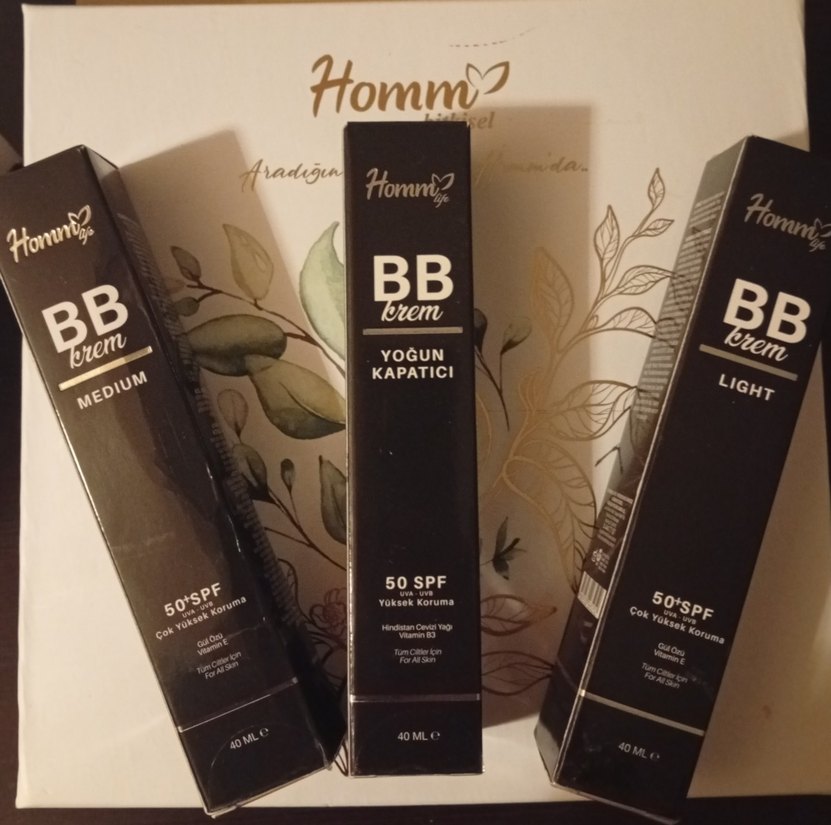 Homm
bitkisel
Aradığın
Homm'da..
Homm
life
BB
krem
MEDIUM
50+SPF
UVA - UVB
Çok Yüksek Koruma
Gül Özü
Vitamin E
Tüm Ciltler İçin
For All Skin
40 ML e
Homm
life
BB
krem
YOĞUN
KAPATICI
50 SPF
UVA - UVB
Yüksek Koruma
Hindistan Cevizi Yağı
Vitamin B3
Tüm Ciltler İçin
For All Skin
40 ML e
Homm
life
BB
krem
LIGHT
50+SPF
UVA - UVB
Çok Yüksek Koruma
Gül Özü
Vitamin E
Tüm Ciltler İçin
For All Skin
40 ML e